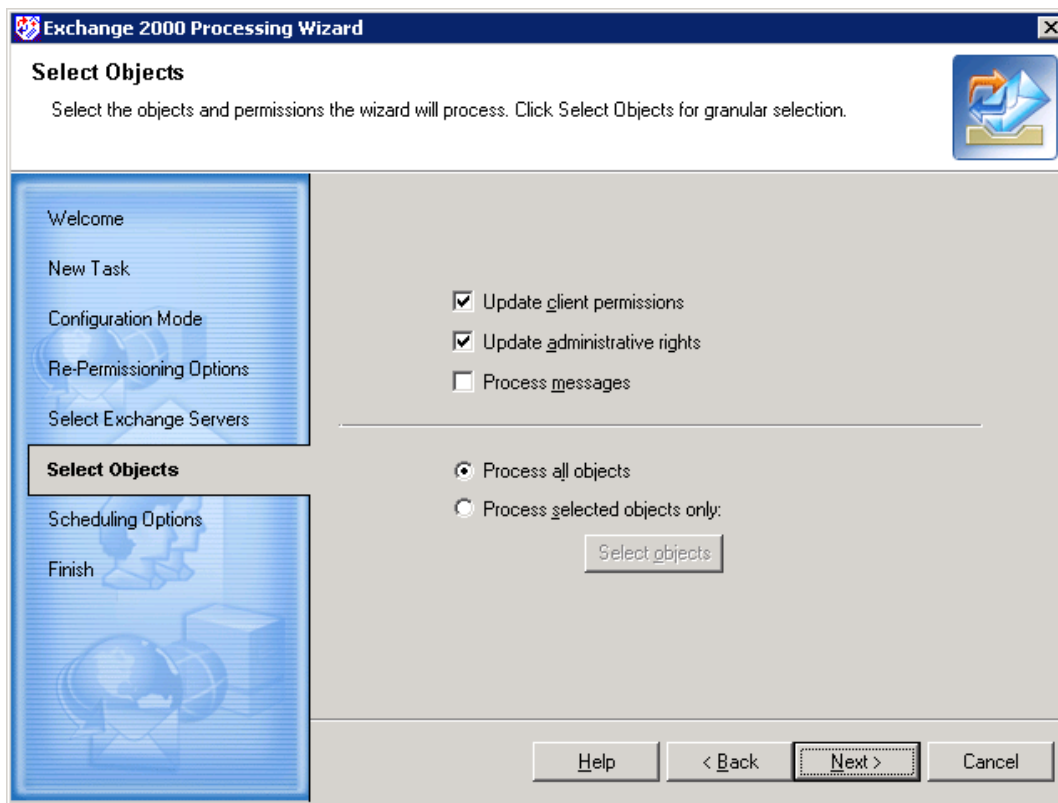 Exchange 2000 Processing Wizard
Select Objects
Select the objects and permissions the wizard will process. Click Select Objects for granular selection.
Welcome
New Task
Configuration Mode
Re-Permissioning Options
Select Exchange Servers
Select Objects
Scheduling Options
Finish
Update client permissions
Update administrative rights
Process messages
Process all objects
Process selected objects only:
Select objects
Help
< Back
Next >
Cancel